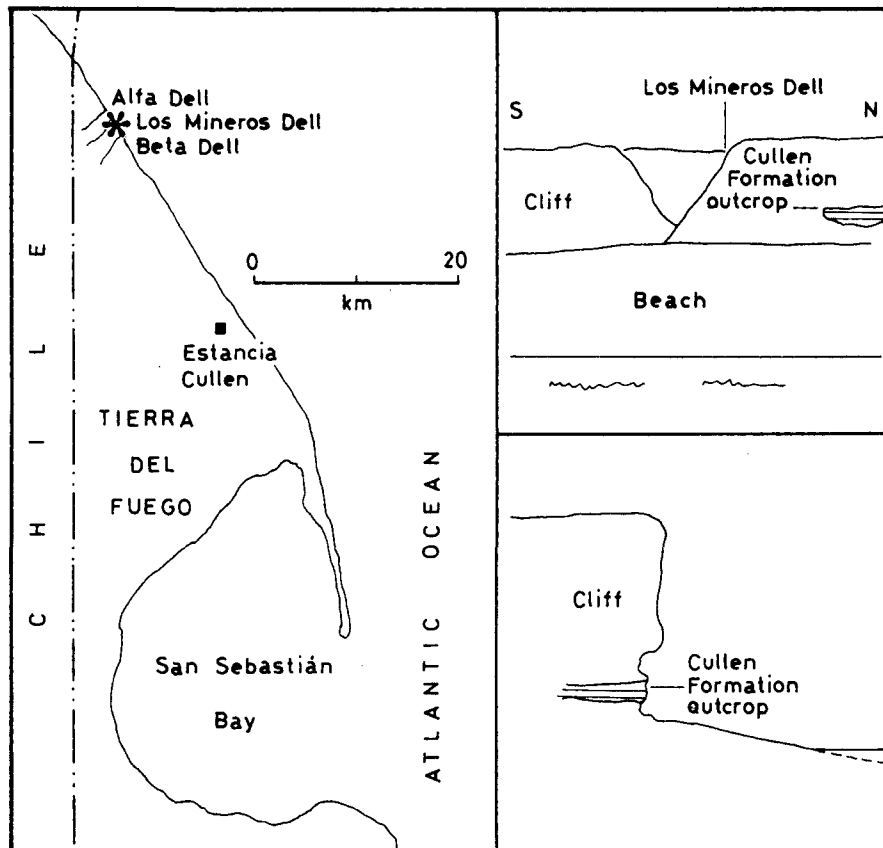 Alfa Dell
Los Mineros Dell
Beta Dell
0 20
km
Estancia
Cullen
TIERRA
DEL
FUEGO
CHILE
San Sebastián
Bay
ATLANTIC OCEAN
Los Mineros Dell
S N
Cullen
Formation
outcrop
Cliff
Beach
Cliff
Cullen
Formation
outcrop